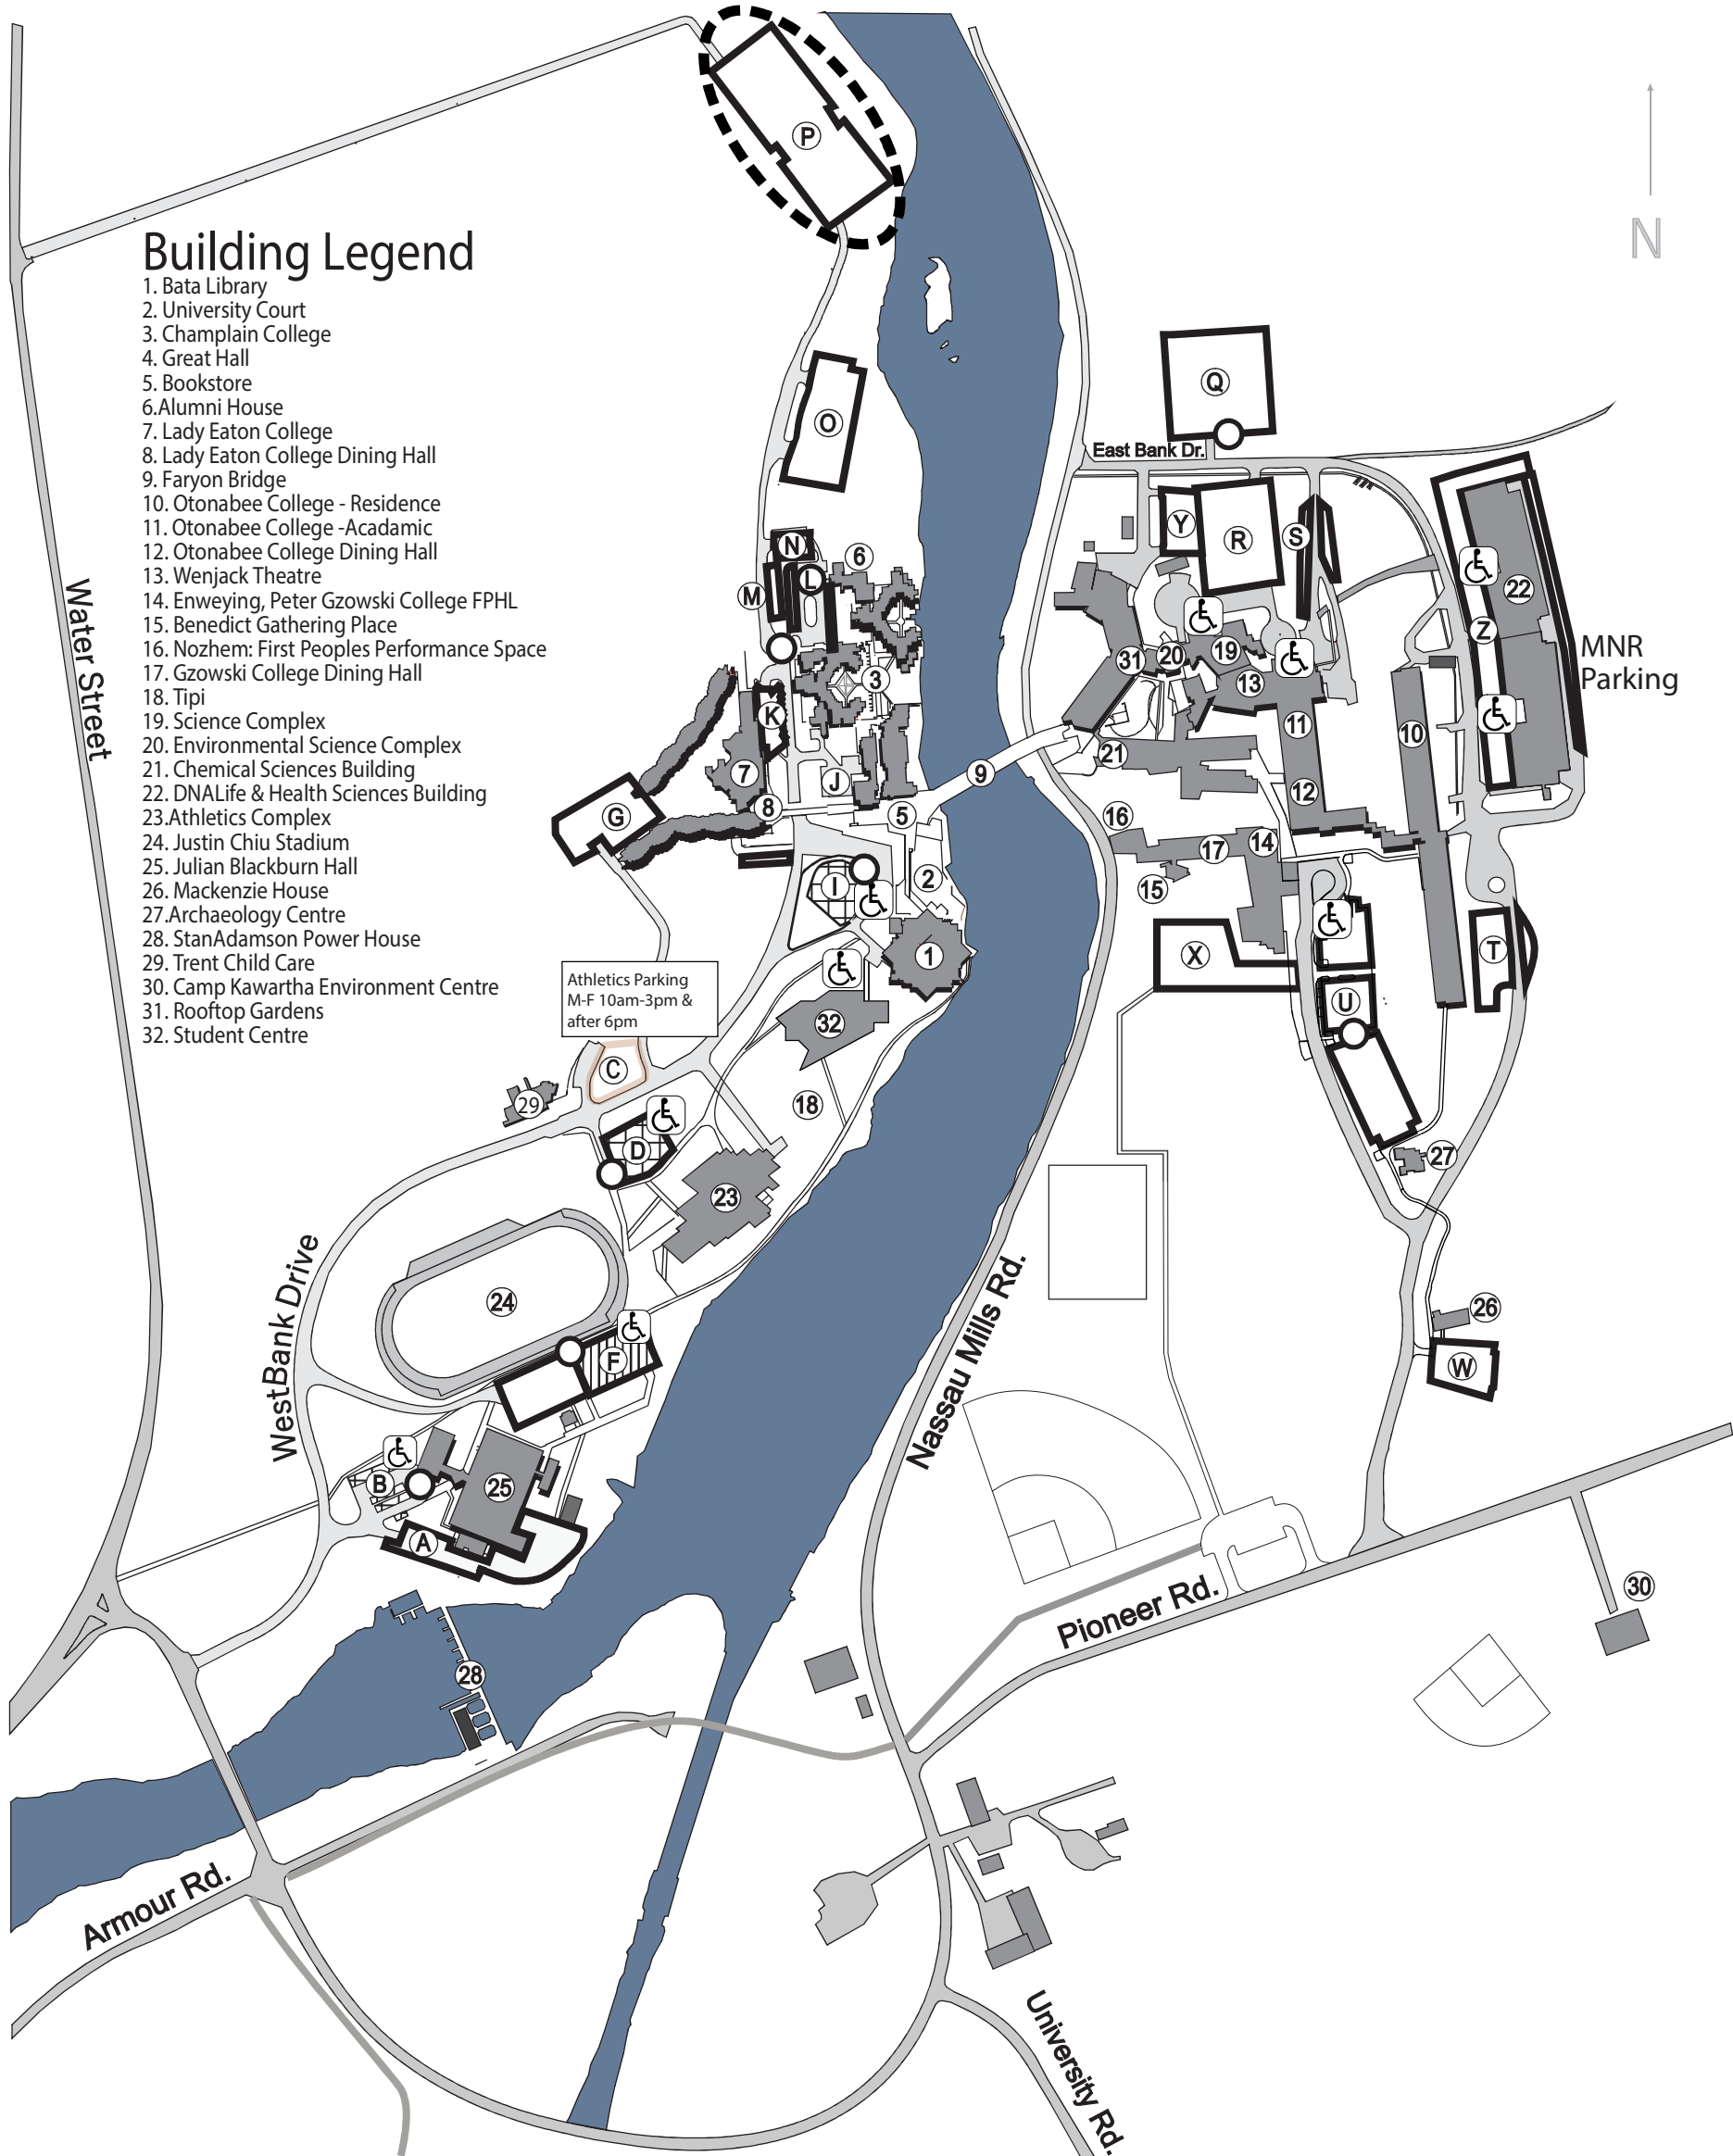 P
N
Building Legend
1. Bata Library
2. University Court
3. Champlain College
4. Great Hall
5. Bookstore
6.Alumni House
7. Lady Eaton College
8. Lady Eaton College Dining Hall
9. Faryon Bridge
10. Otonabee College - Residence
11. Otonabee College -Acadamic
12. Otonabee College Dining Hall
13. Wenjack Theatre
14. Enweying, Peter Gzowski College FPHL
15. Benedict Gathering Place
16. Nozhem: First Peoples Performance Space
17. Gzowski College Dining Hall
18. Tipi
19. Science Complex
20. Environmental Science Complex
21. Chemical Sciences Building
22. DNALife & Health Sciences Building
23.Athletics Complex
24. Justin Chiu Stadium
25. Julian Blackburn Hall
26. Mackenzie House
27.Archaeology Centre
28. StanAdamson Power House
29. Trent Child Care
30. Camp Kawartha Environment Centre
31. Rooftop Gardens
32. Student Centre
Q
O
East Bank Dr.
Y
R
S
N
6
L
M
22
Z
Water Street
MNR
Parking
31
20
19
13
3
K
11
10
21
7
J
9
8
5
12
G
16
17
14
I
2
15
1
X
T
Athletics Parking
M-F 10am-3pm &
after 6pm
U
32
C
29
18
D
27
23
WestBank Drive
24
Nassau Mills Rd.
26
F
W
B
25
A
Pioneer Rd.
30
28
Armour Rd.
University Rd.